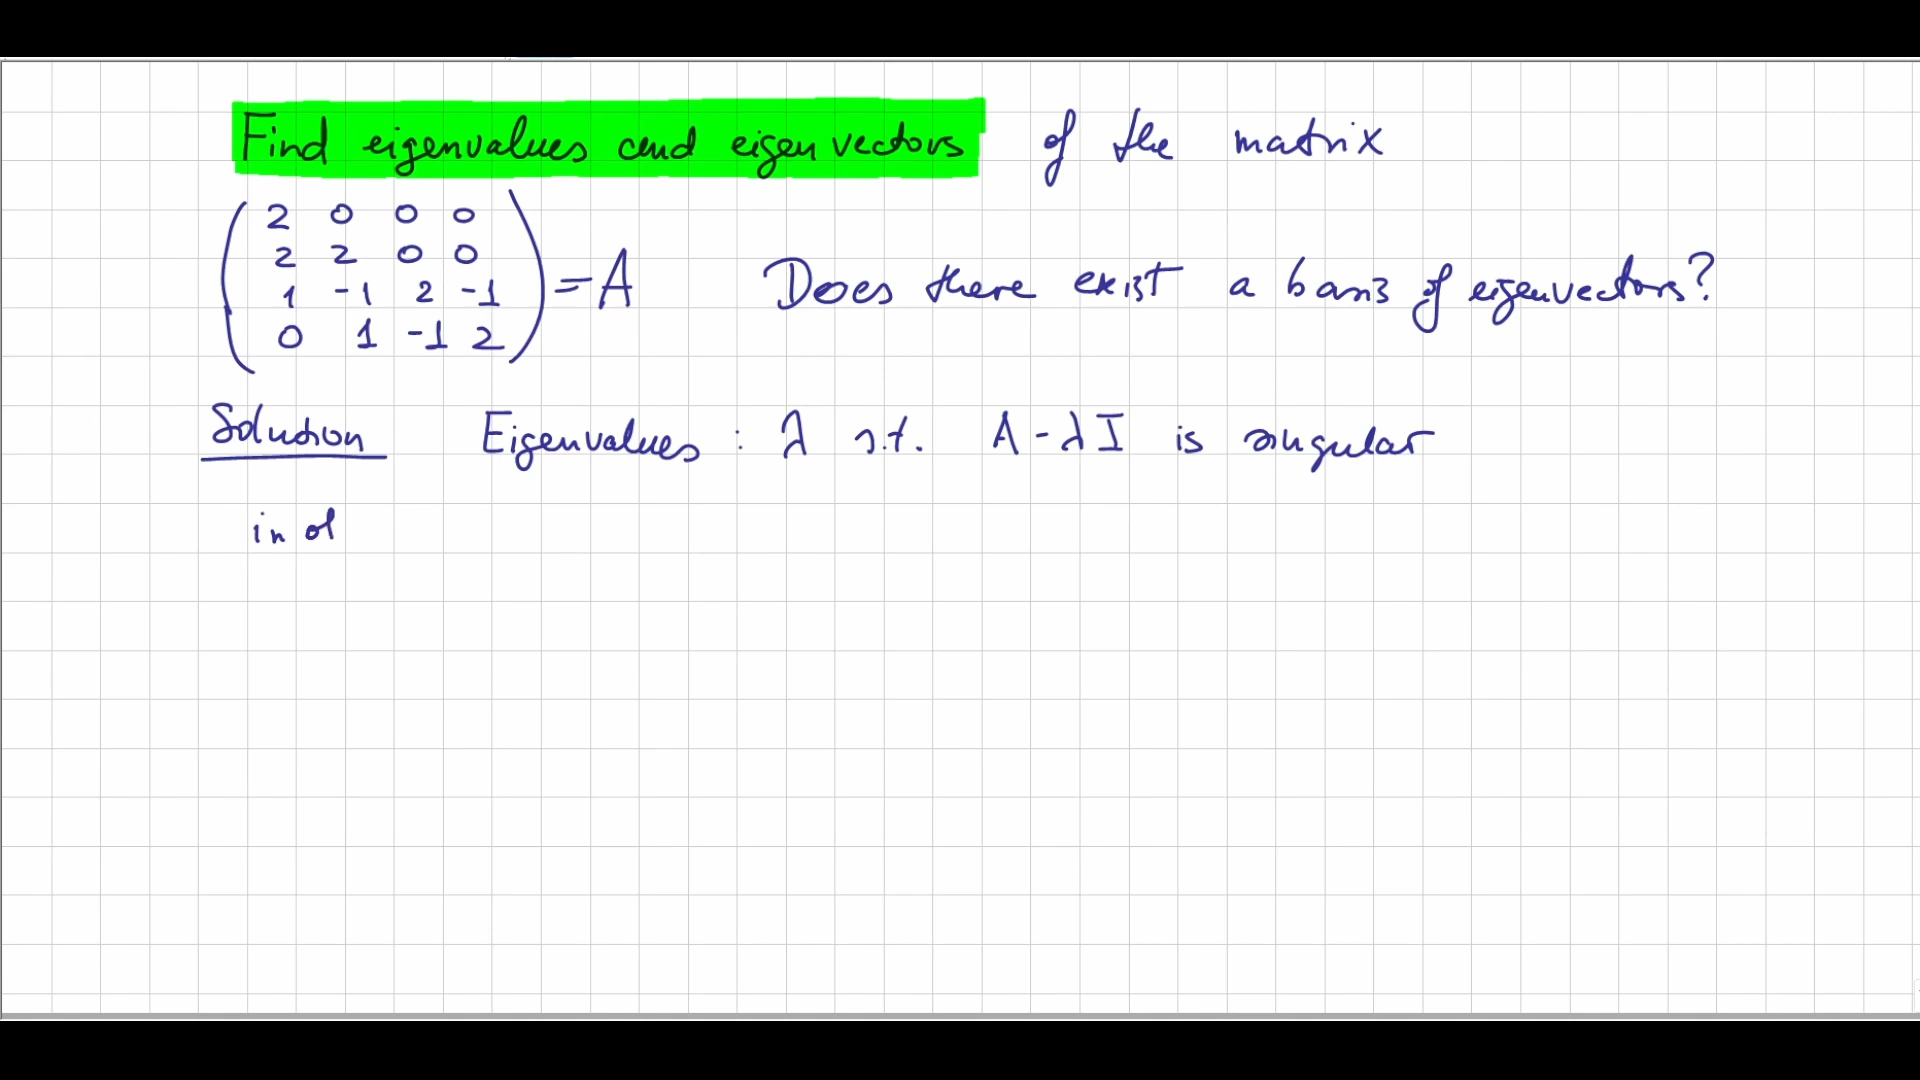 Find eigenvalues and eigenvectors of the matrix
2 0 0 0
2 2 0 0
1 -1 2 -1
0 1 -1 2
= A Does there exist a basis of eigenvectors?
Solution Eigenvalues : λ s.t. A - λI is singular
in ol